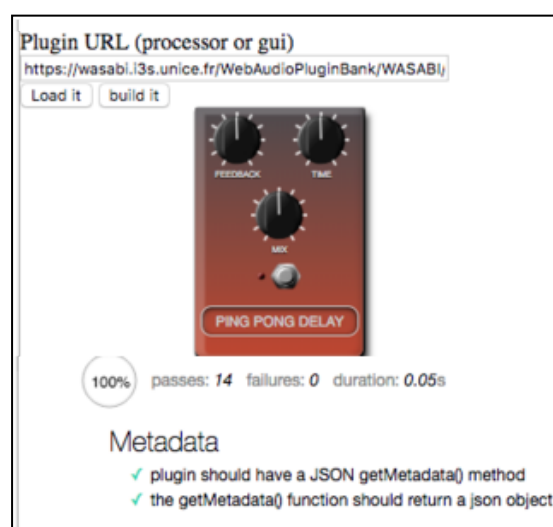 Plugin URL (processor or gui)
https://wasabi.i3s.unice.fr/WebAudioPluginBank/WASABI/
Load it build it
FEEDBACK TIME
MIX
PING PONG DELAY
100% passes: 14 failures: 0 duration: 0.05s
Metadata
✓ plugin should have a JSON getMetadata() method
✓ the getMetadata() function should return a json object